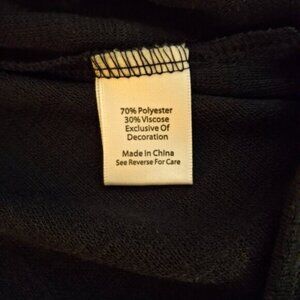 70% Polyester
30% Viscose
Exclusive Of
Decoration
Made in China
See Reverse For Care